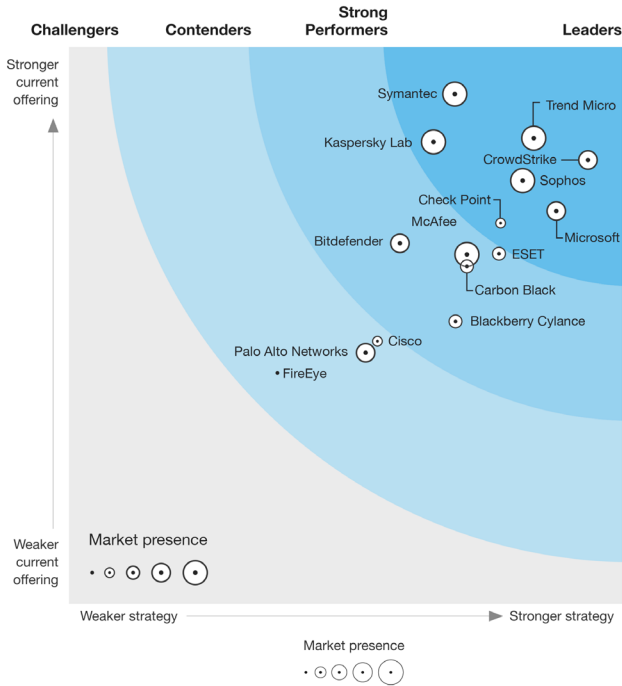 Challengers
Contenders
Strong
Performers
Leaders
Stronger
current
offering
Symantec
Trend Micro
Kaspersky Lab
CrowdStrike
Sophos
Check Point
McAfee
Microsoft
Bitdefender
ESET
Carbon Black
Blackberry Cylance
Cisco
Palo Alto Networks
FireEye
Weaker
current
offering
Market presence
Weaker strategy
Stronger strategy
Market presence